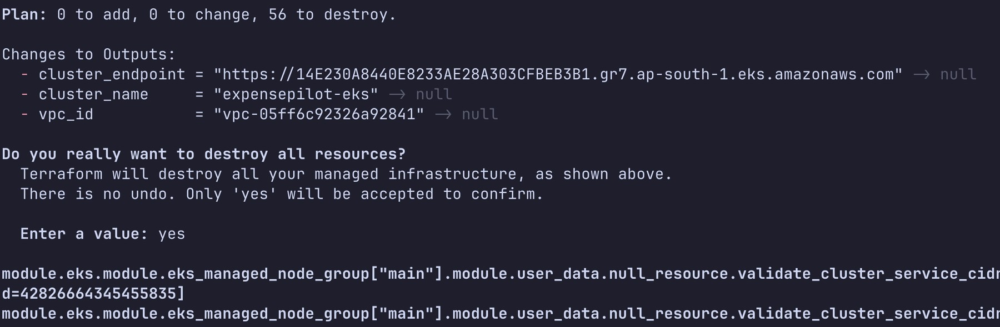 Plan: 0 to add, 0 to change, 56 to destroy.
Changes to Outputs:
- cluster_endpoint = "https://14E230A8440E8233AE28A303CFBEB3B1.gr7.ap-south-1.eks.amazonaws.com" -> null
- cluster_name = "expensepilot-eks" -> null
- vpc_id = "vpc-05ff6c92326a92841" -> null
Do you really want to destroy all resources?
Terraform will destroy all your managed infrastructure, as shown above.
There is no undo. Only 'yes' will be accepted to confirm.
Enter a value: yes
module.eks.module.eks_managed_node_group["main"].module.user_data.null_resource.validate_cluster_service_cidr
d=42826664345455835]
module.eks.module.eks_managed_node_group["main"].module.user_data.null_resource.validate_cluster_service_cidr